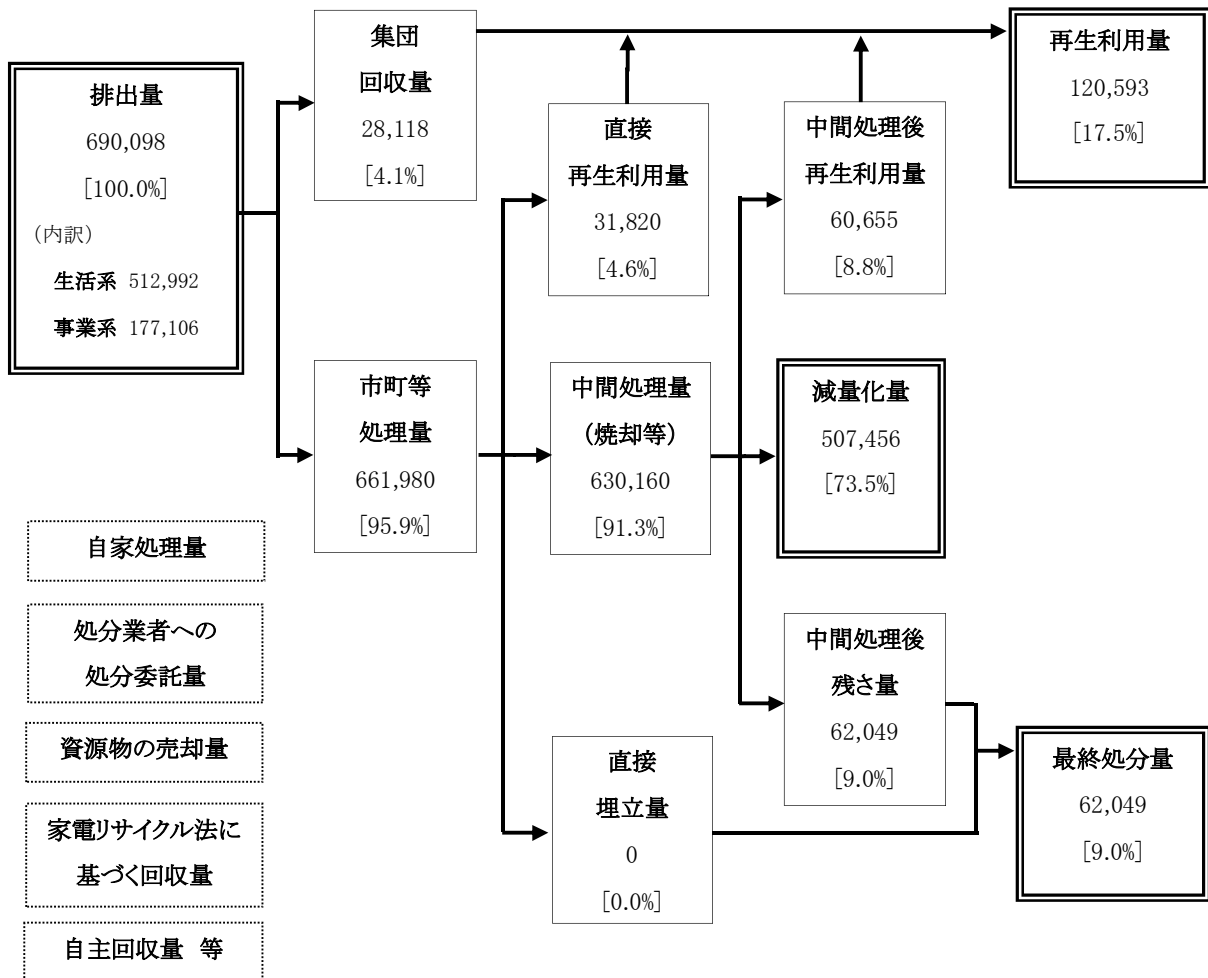 排出量
690,098
[100.0%]
(内訳)
生活系 512,992
事業系 177,106
集団
回収量
28,118
[4.1%]
市町等
処理量
661,980
[95.9%]
直接
再生利用量
31,820
[4.6%]
中間処理量
(焼却等)
630,160
[91.3%]
直接
埋立量
0
[0.0%]
中間処理後
再生利用量
60,655
[8.8%]
減量化量
507,456
[73.5%]
中間処理後
残さ量
62,049
[9.0%]
再生利用量
120,593
[17.5%]
最終処分量
62,049
[9.0%]
自家処理量
処分業者への
処分委託量
資源物の売却量
家電リサイクル法に
基づく回収量
自主回収量 等